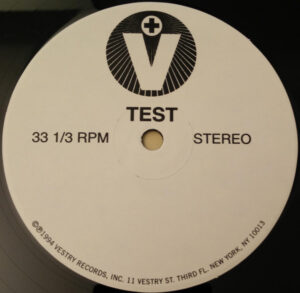 V
TEST
33 1/3 RPM
STEREO
©℗1994 VESTRY RECORDS, INC. 11 VESTRY ST. THIRD FL. NEW YORK, NY 10013